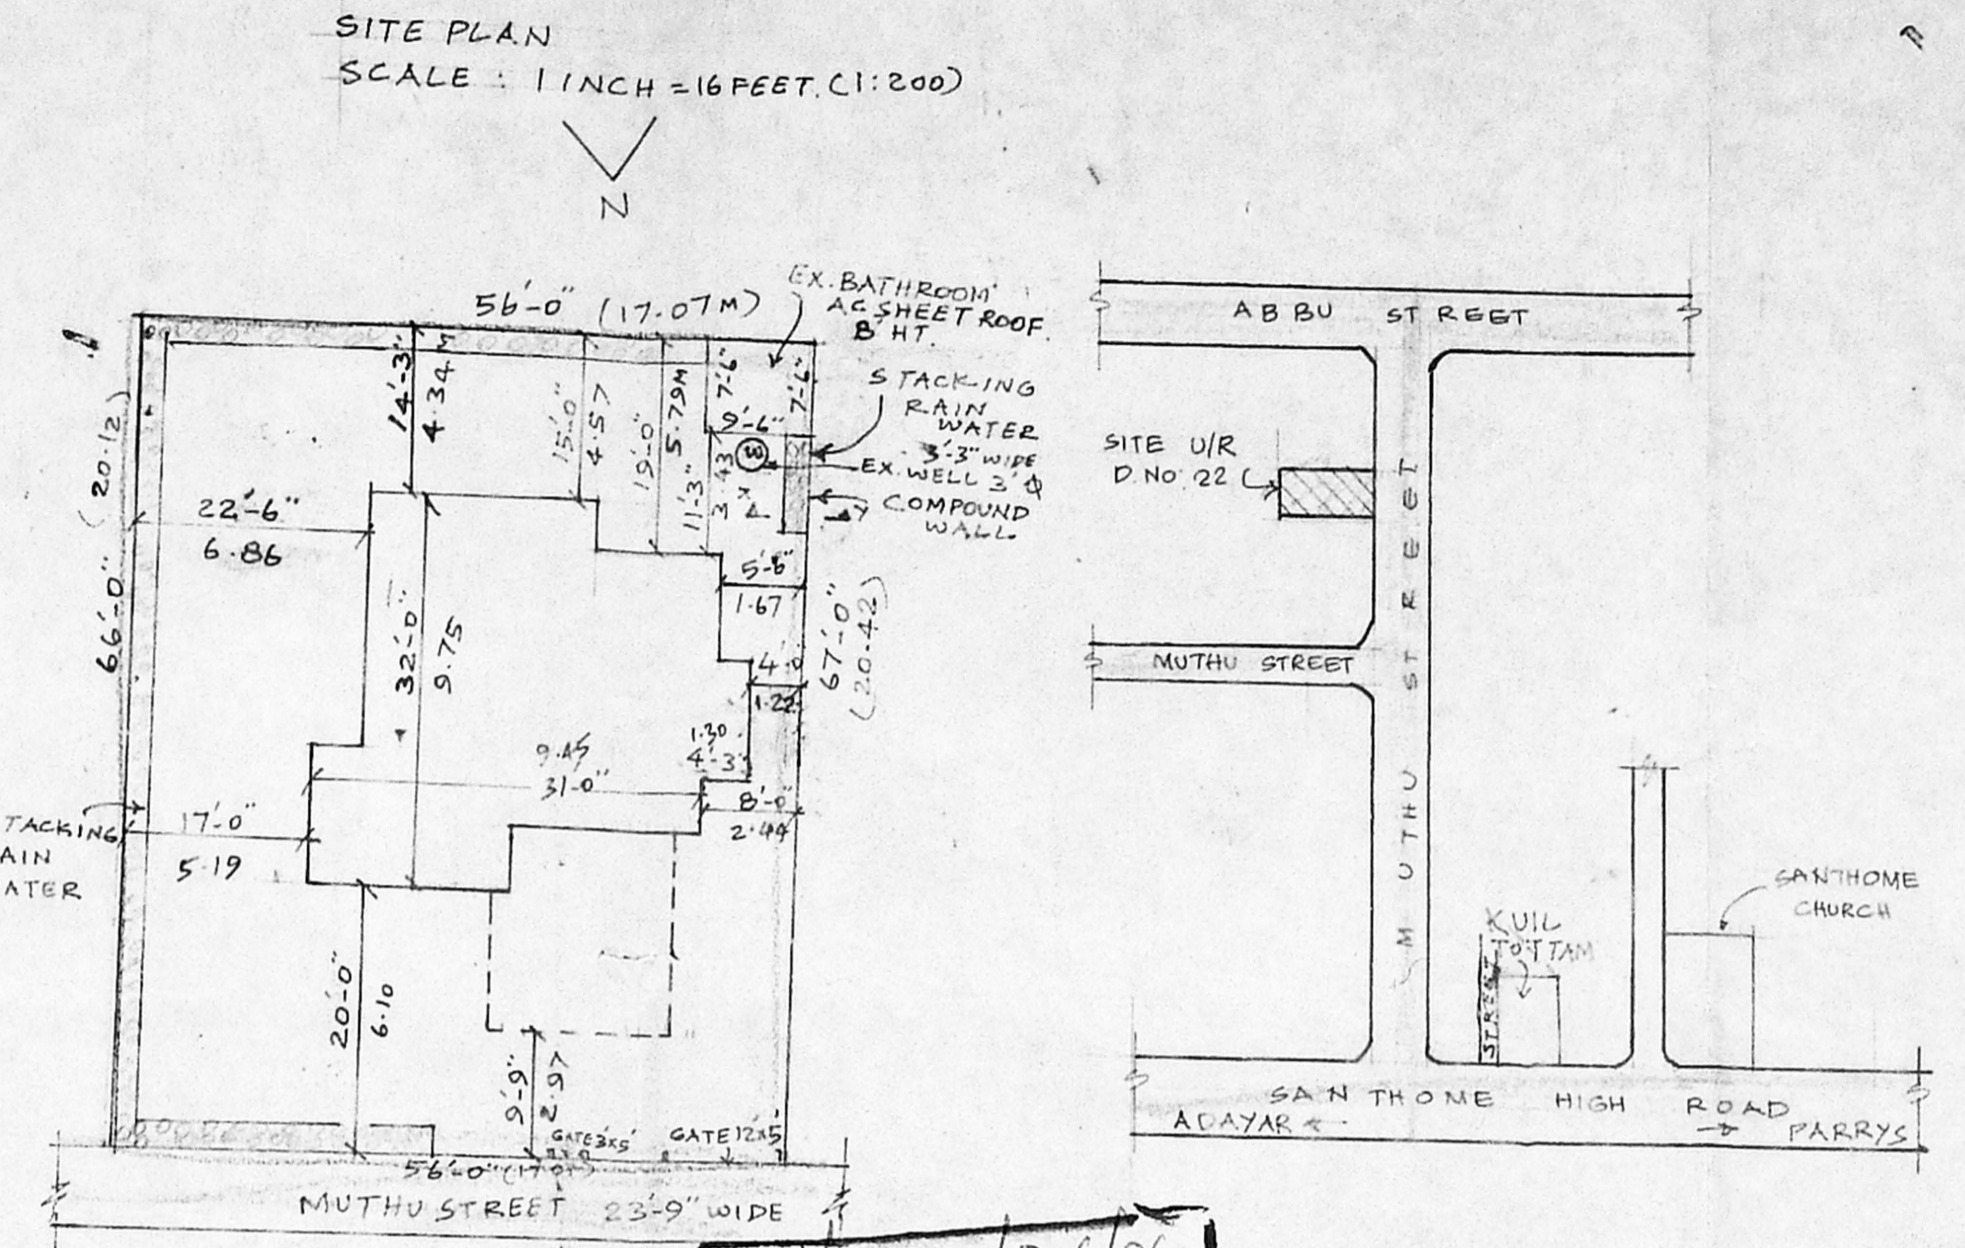 SITE PLAN
SCALE : 1 INCH = 16 FEET. (1:200)
N
56'-0" (17.07M)
EX. BATHROOM
AC SHEET ROOF.
8' HT.
STACKING
RAIN
WATER
3'-3" WIDE
EX. WELL 3' Φ
COMPOUND
WALL.
14'-3"
4.34 M
15'-0"
4.57
19'-0"
5.79M
7'-6"
7'-6"
9'-6"
11'-3"
3.43
66'-0" (20.12)
22'-6"
6.86
32'-0"
9.75
5'-6"
1.67
67'-0"
(20.42)
4'-0
1.22
1.30
4'-3"
9.45
31'-0"
8'-0"
2.44
TACKING
AIN
ATER
17'-0"
5.19
20'-0"
6.10
9'-9"
2.97
GATE 3'x5'
GATE 12x5
56'-0"
MUTHU STREET 23'-9" WIDE
ABBU STREET
SITE U/R
D. NO. 22
MUTHU STREET
MUTHU STREET
SANTHOME
CHURCH
KUIL
TOTTAM
STREET
SANTHOME HIGH ROAD
ADAYAR
PARRYS